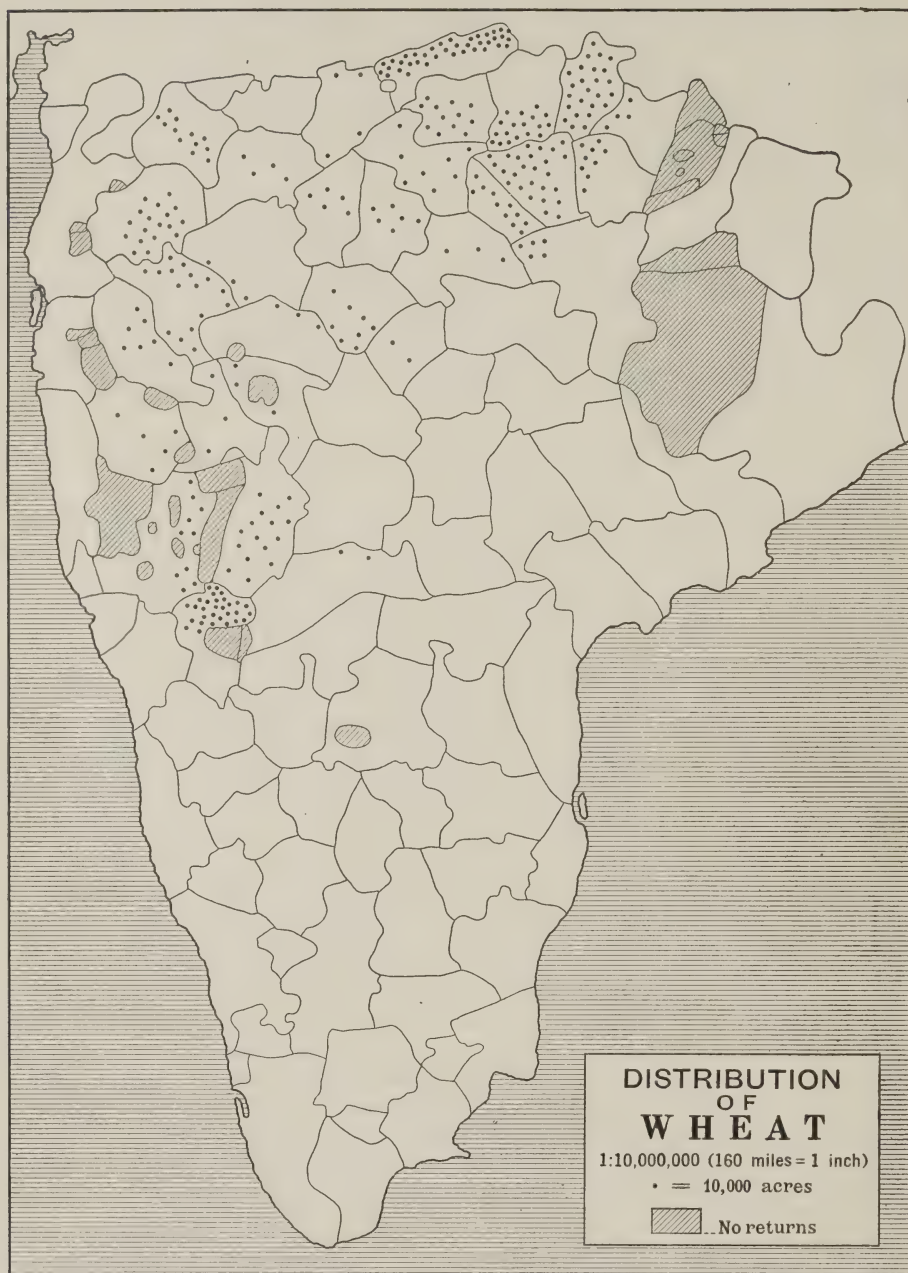 DISTRIBUTION
OF
WHEAT
1:10,000,000 (160 miles = 1 inch)
• = 10,000 acres
No returns